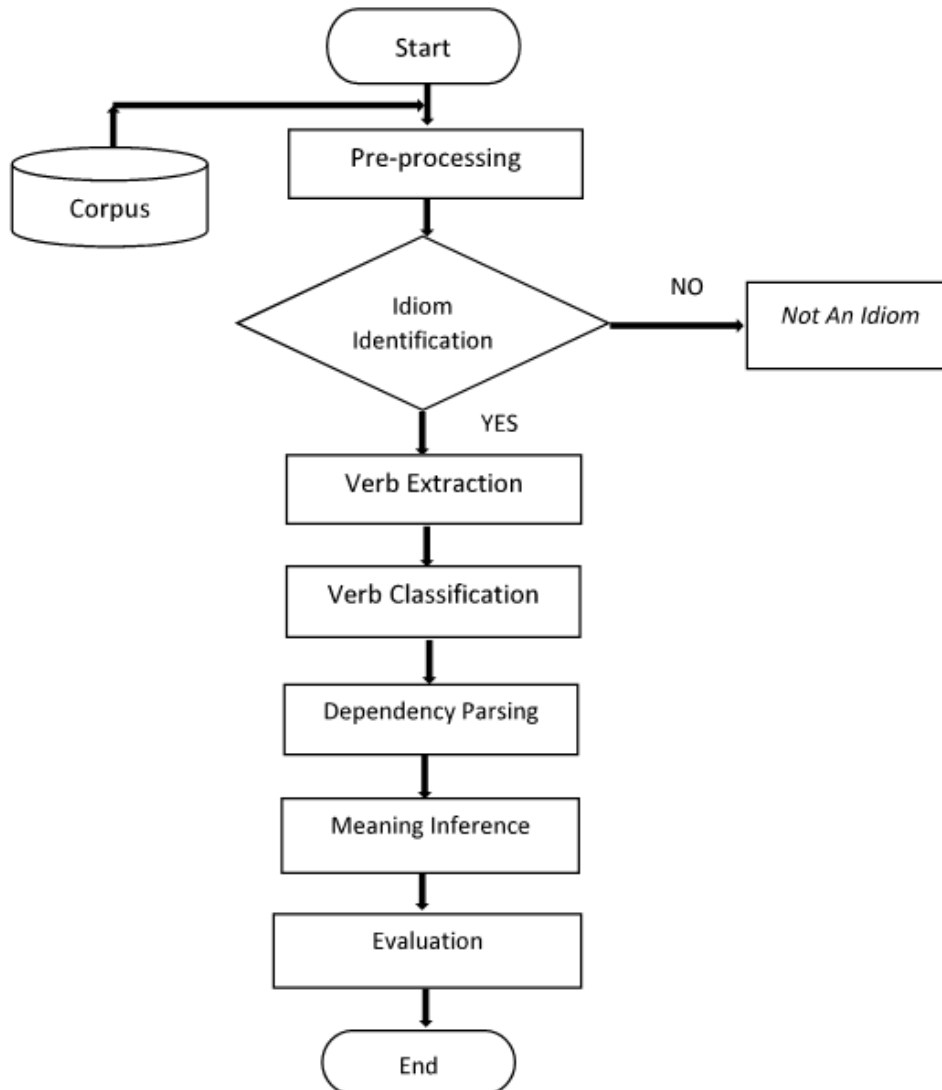 Start
Pre-processing
Corpus
Idiom
Identification
NO
Not An Idiom
YES
Verb Extraction
Verb Classification
Dependency Parsing
Meaning Inference
Evaluation
End